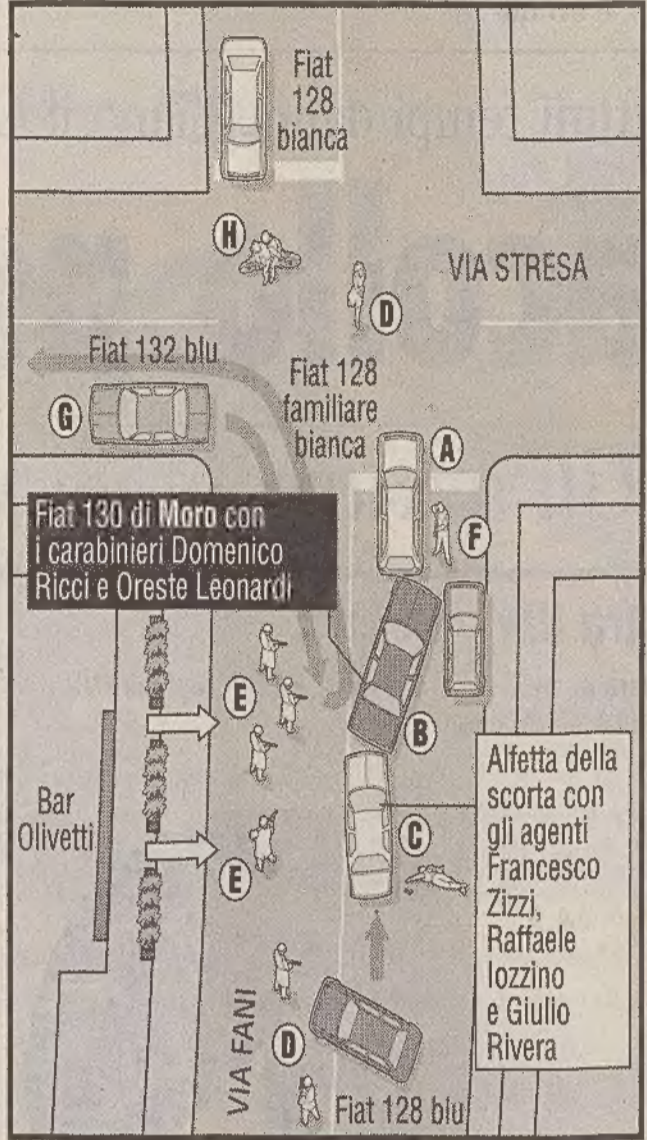 Fiat
128
bianca
H
VIA STRESA
D
Fiat 132 blu
G
Fiat 128
familiare
bianca
A
Fiat 130 di Moro con
i carabinieri Domenico
Ricci e Oreste Leonardi
F
E
B
Bar
Olivetti
E
C
Alfetta della
scorta con
gli agenti
Francesco
Zizzi,
Raffaele
Iozzino
e Giulio
Rivera
VIA FANI
D
Fiat 128 blu